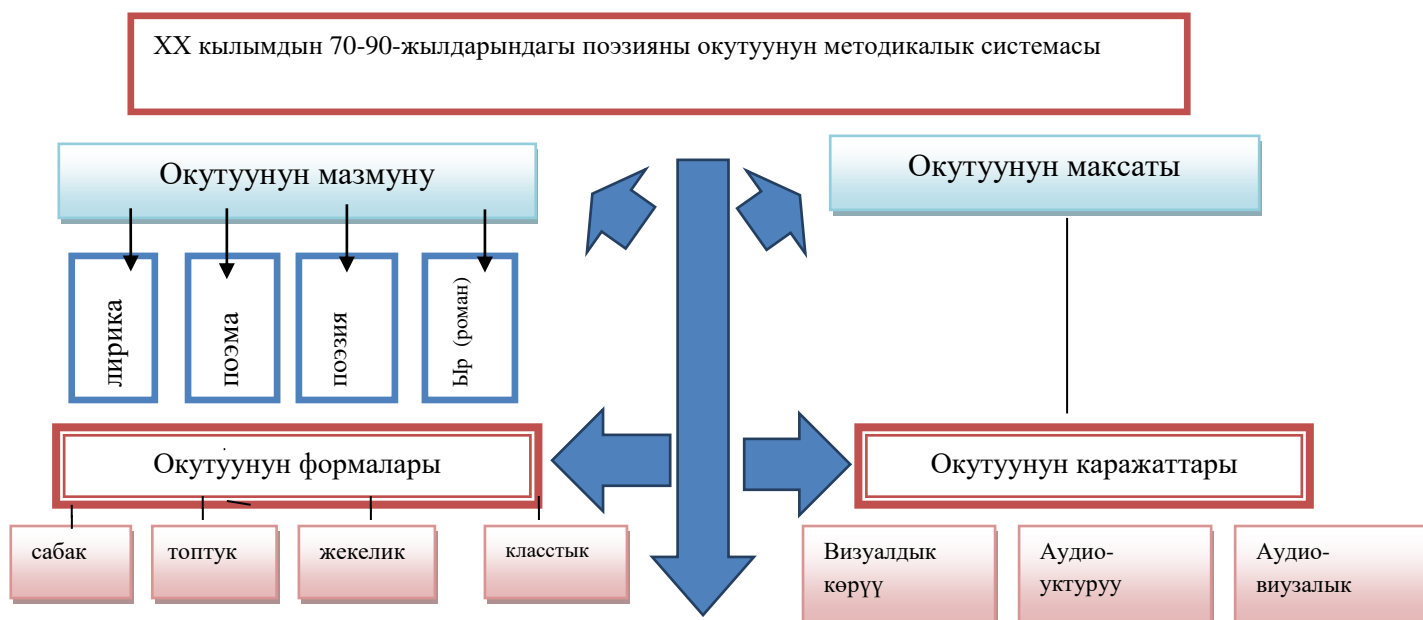 XX кылымдын 70-90-жылдарындагы поэзияны окутуунун методикалык системасы
Окутуунун мазмуну
Окутуунун максаты
лирика
поэма
поэзия
Ыр (роман)
Окутуунун формалары
Окутуунун каражаттары
сабак
топтук
жекелик
класстык
Визуалдык
көрүү
Аудио-
уктуруу
Аудио-
виузалык